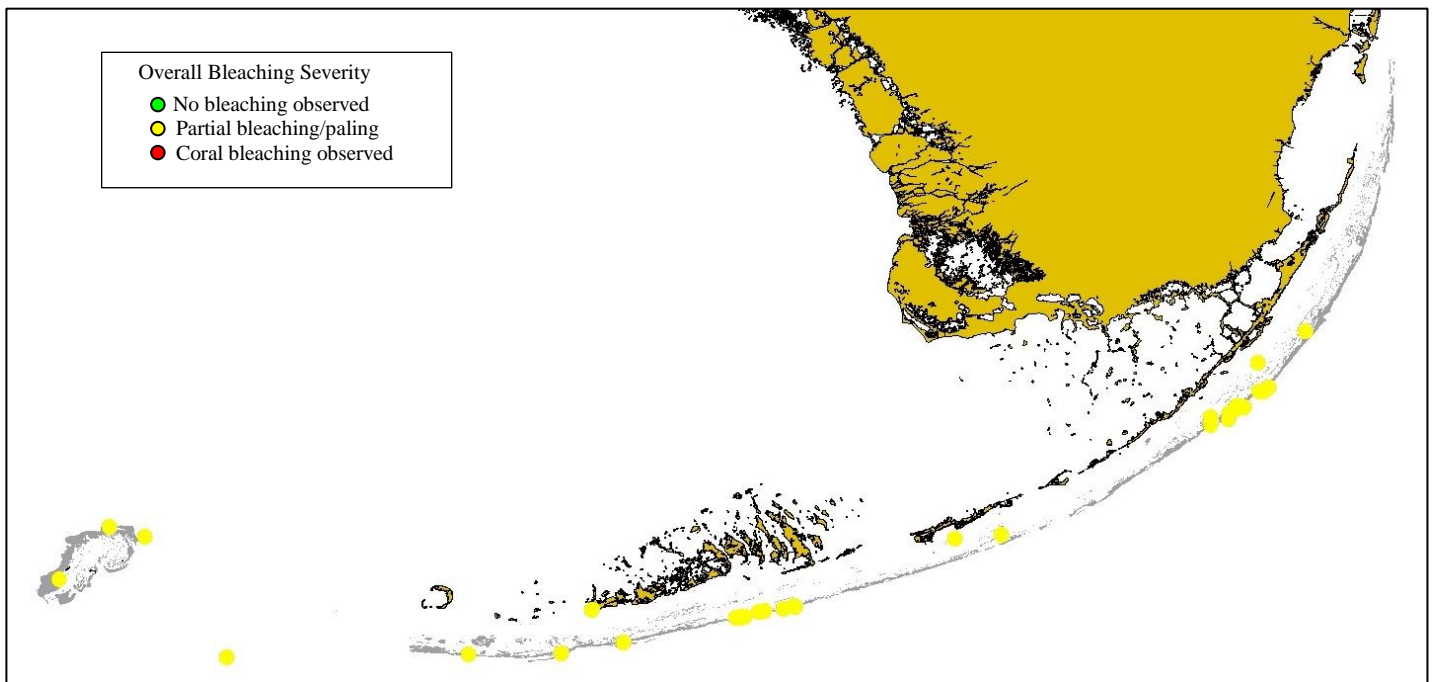 Overall Bleaching Severity
No bleaching observed
Partial bleaching/paling
Coral bleaching observed